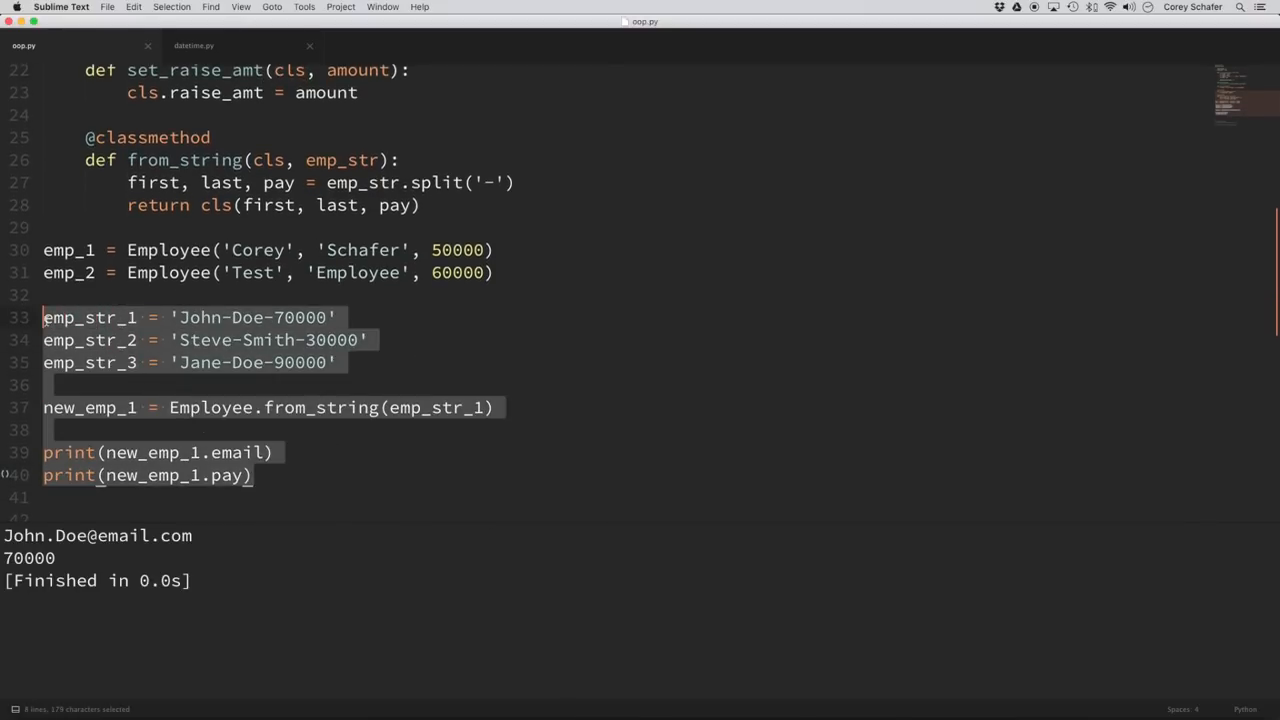 Sublime Text File Edit Selection Find View Goto Tools Project Window Help Corey Schafer
oop.py
oop.py datetime.py
22 def set_raise_amt(cls, amount):
23 cls.raise_amt = amount
24
25 @classmethod
26 def from_string(cls, emp_str):
27 first, last, pay = emp_str.split('-')
28 return cls(first, last, pay)
29
30 emp_1 = Employee('Corey', 'Schafer', 50000)
31 emp_2 = Employee('Test', 'Employee', 60000)
32
33 emp_str_1 = 'John-Doe-70000'
34 emp_str_2 = 'Steve-Smith-30000'
35 emp_str_3 = 'Jane-Doe-90000'
36
37 new_emp_1 = Employee.from_string(emp_str_1)
38
39 print(new_emp_1.email)
()40 print(new_emp_1.pay)
41
42
John.Doe@email.com
70000
[Finished in 0.0s]
8 lines, 179 characters selected Spaces: 4 Python